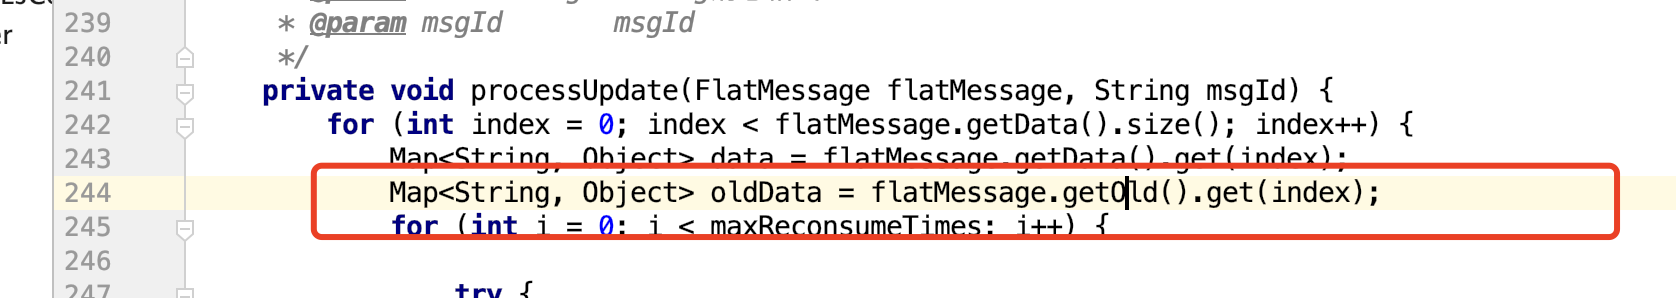 er
239 * @param msgId msgId
240 */
241 private void processUpdate(FlatMessage flatMessage, String msgId) {
242 for (int index = 0; index < flatMessage.getData().size(); index++) {
243 Map<String, Object> data = flatMessage.getData().get(index);
244 Map<String, Object> oldData = flatMessage.getOld().get(index);
245 for (int i = 0; i < maxReconsumeTimes; i++) {
246
247 try {